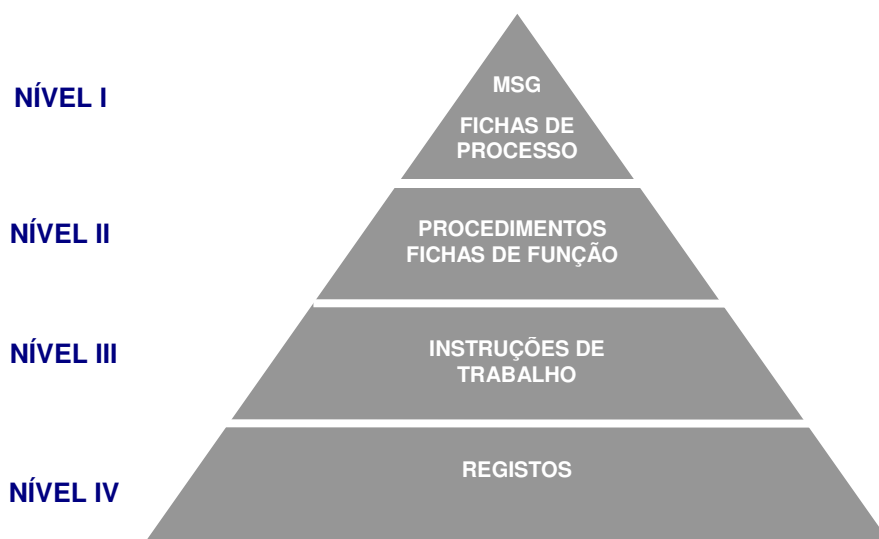 NÍVEL I
MSG
FICHAS DE
PROCESSO
NÍVEL II
PROCEDIMENTOS
FICHAS DE FUNÇÃO
NÍVEL III
INSTRUÇÕES DE
TRABALHO
NÍVEL IV
REGISTOS